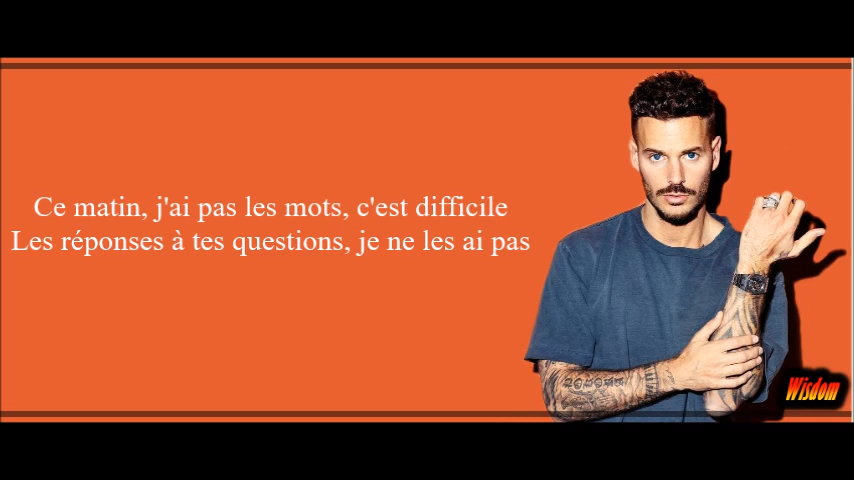 Ce matin, j'ai pas les mots, c'est difficile
Les réponses à tes questions, je ne les ai pas
Wisdom